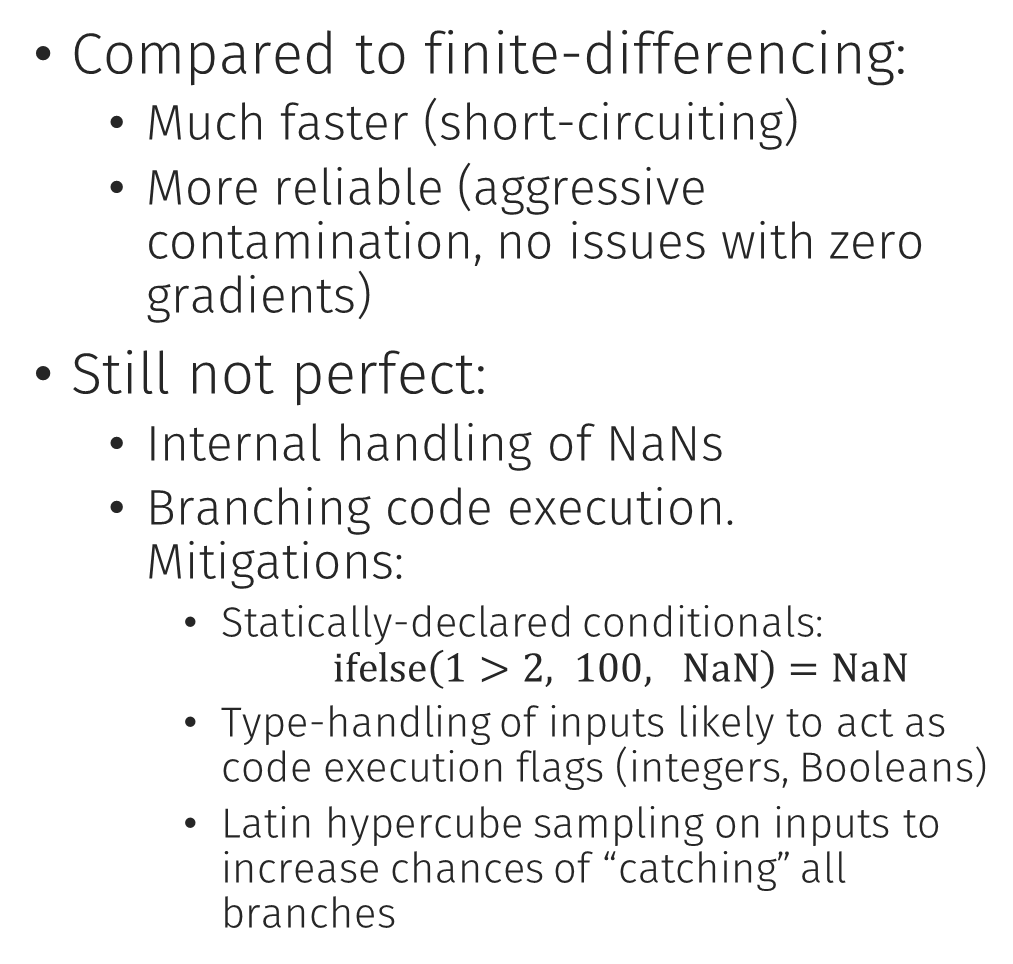 • Compared to finite-differencing:
• Much faster (short-circuiting)
• More reliable (aggressive
contamination, no issues with zero
gradients)
• Still not perfect:
• Internal handling of NaNs
• Branching code execution.
Mitigations:
• Statically-declared conditionals:
ifelse(1 > 2, 100, NaN) = NaN
• Type-handling of inputs likely to act as
code execution flags (integers, Booleans)
• Latin hypercube sampling on inputs to
increase chances of “catching” all
branches